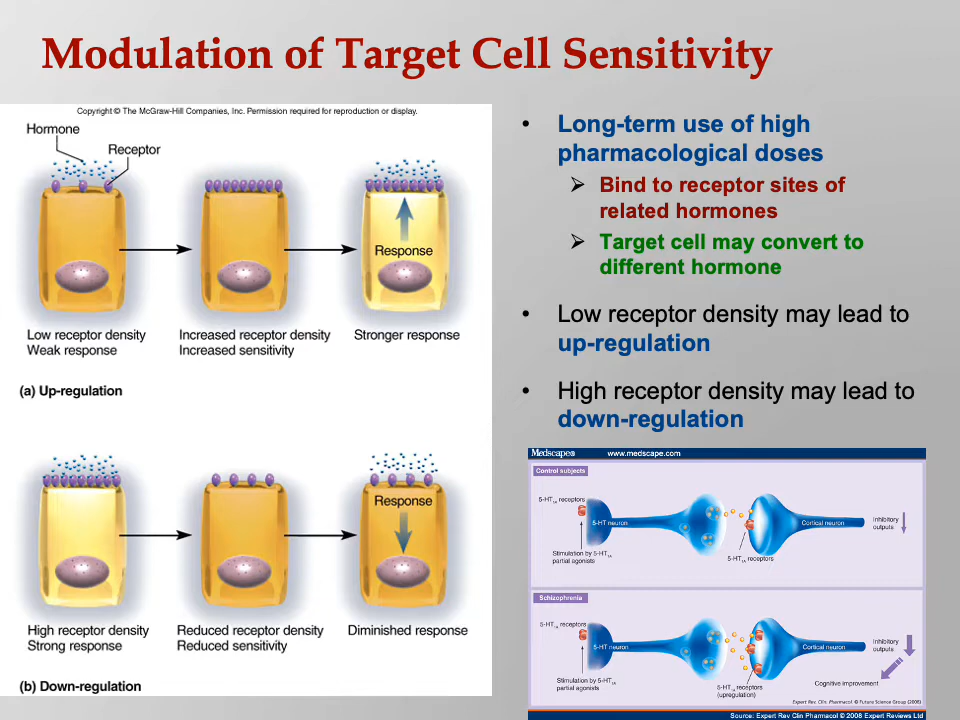 Modulation of Target Cell Sensitivity
Copyright © The McGraw-Hill Companies, Inc. Permission required for reproduction or display.
Hormone
Receptor
Response
Low receptor density
Weak response
Increased receptor density
Increased sensitivity
Stronger response
(a) Up-regulation
Response
High receptor density
Strong response
Reduced receptor density
Reduced sensitivity
Diminished response
(b) Down-regulation
• Long-term use of high
pharmacological doses
➢ Bind to receptor sites of
related hormones
➢ Target cell may convert to
different hormone
• Low receptor density may lead to
up-regulation
• High receptor density may lead to
down-regulation
Medscape® www.medscape.com
Control subjects
5-HT1A receptors
5-HT neuron
Cortical neuron
Inhibitory
outputs
Stimulation by 5-HT1A
partial agonists
5-HT1A receptors
Schizophrenia
5-HT1A receptors
5-HT neuron
Cortical neuron
Inhibitory
outputs
Stimulation by 5-HT1A
partial agonists
5-HT1A receptors
(upregulation)
Cognitive improvement
Expert Rev. Clin. Pharmacol. © Future Science Group (2008)
Source: Expert Rev Clin Pharmacol © 2008 Expert Reviews Ltd